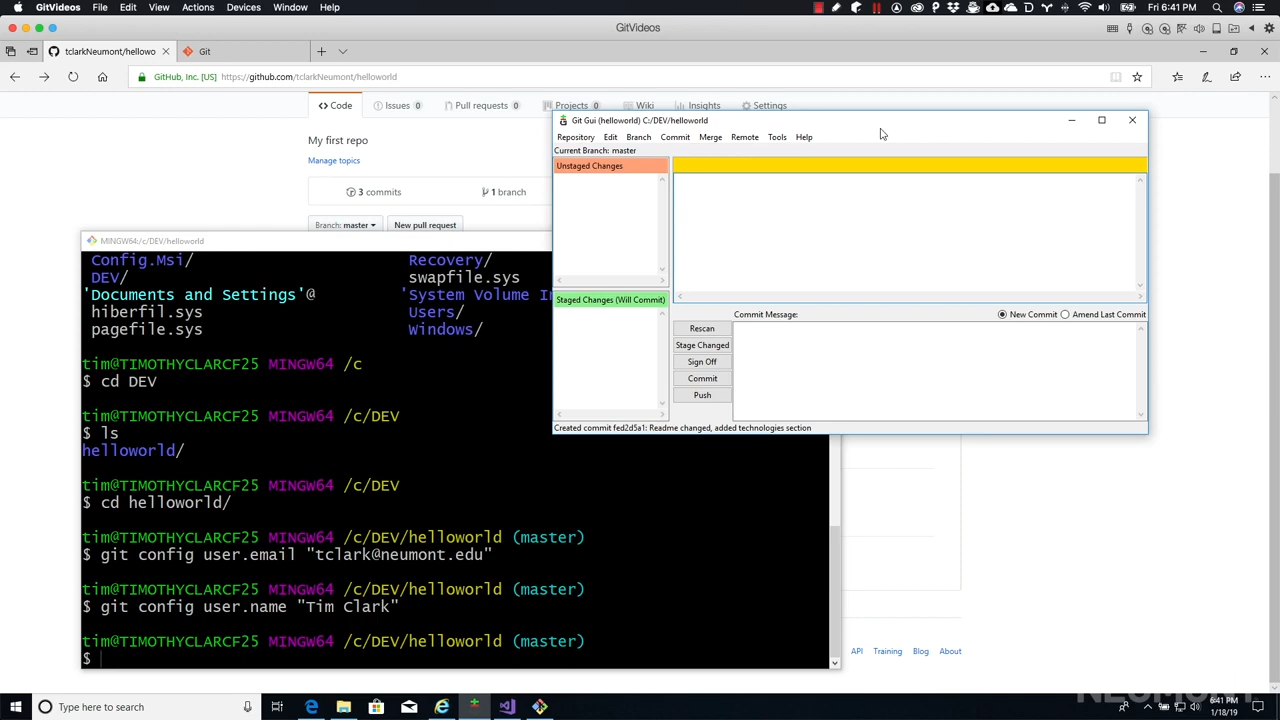 GitVideos File Edit View Actions Devices Window Help
Fri 6:41 PM
GitVideos
tclarkNeumont/hellowo
Git
GitHub, Inc. [US] https://github.com/tclarkNeumont/helloworld
Code Issues 0 Pull requests 0 Projects 0 Wiki Insights Settings
My first repo
Manage topics
3 commits 1 branch
Branch: master New pull request
Git Gui (helloworld) C:/DEV/helloworld
Repository Edit Branch Commit Merge Remote Tools Help
Current Branch: master
Unstaged Changes
Staged Changes (Will Commit)
Commit Message: New Commit Amend Last Commit
Rescan
Stage Changed
Sign Off
Commit
Push
Created commit fed2d5a1: Readme changed, added technologies section
MINGW64:/c/DEV/helloworld
Config.Msi/ Recovery/
DEV/ swapfile.sys
'Documents and Settings'@ 'System Volume In
hiberfil.sys Users/
pagefile.sys Windows/
tim@TIMOTHYCLARCF25 MINGW64 /c
$ cd DEV
tim@TIMOTHYCLARCF25 MINGW64 /c/DEV
$ ls
helloworld/
tim@TIMOTHYCLARCF25 MINGW64 /c/DEV
$ cd helloworld/
tim@TIMOTHYCLARCF25 MINGW64 /c/DEV/helloworld (master)
$ git config user.email "tclark@neumont.edu"
tim@TIMOTHYCLARCF25 MINGW64 /c/DEV/helloworld (master)
$ git config user.name "Tim Clark"
tim@TIMOTHYCLARCF25 MINGW64 /c/DEV/helloworld (master)
$
API Training Blog About
Type here to search
6:41 PM
1/18/19